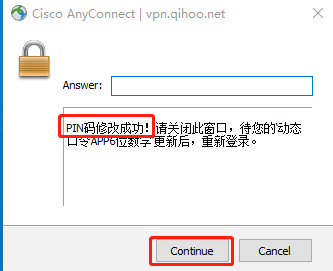 Cisco AnyConnect | vpn.qihoo.net
Answer:
PIN码修改成功！请关闭此窗口，待您的动态
口令APP6位数字更新后，重新登录。
Continue
Cancel